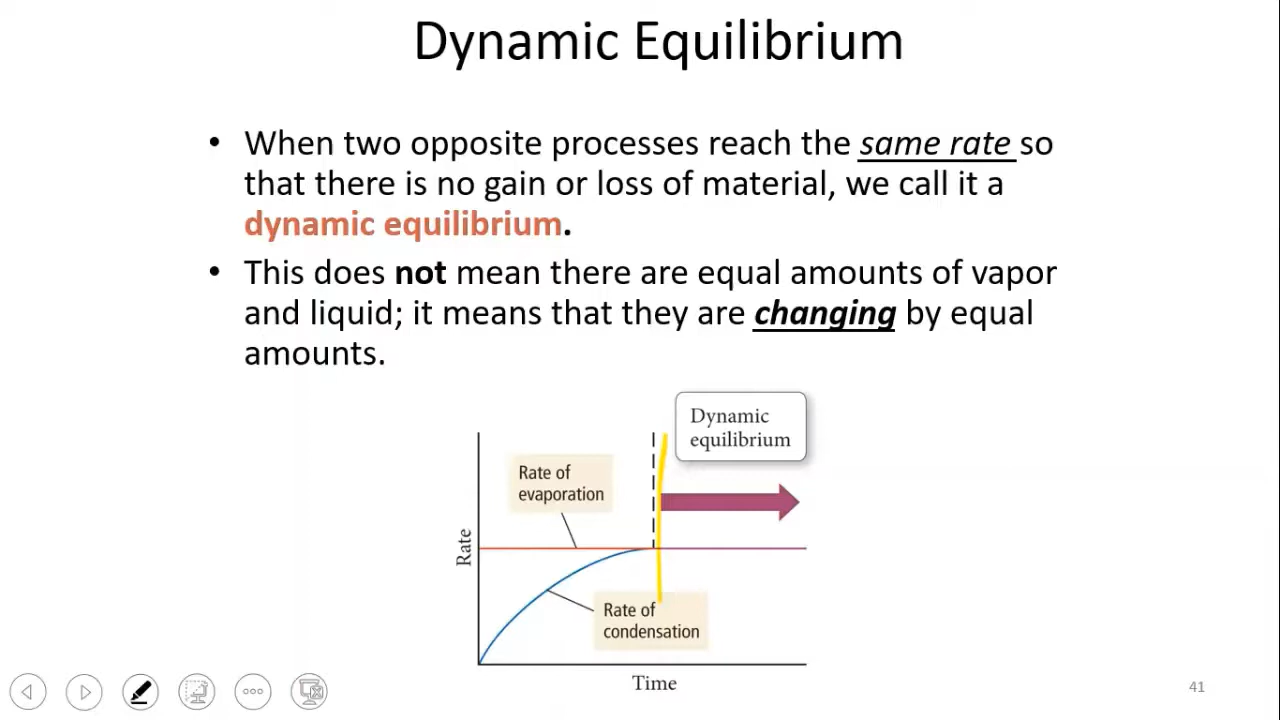 Dynamic Equilibrium
• When two opposite processes reach the same rate so
that there is no gain or loss of material, we call it a
dynamic equilibrium.
• This does not mean there are equal amounts of vapor
and liquid; it means that they are changing by equal
amounts.
Dynamic
equilibrium
Rate of
evaporation
Rate
Rate of
condensation
Time
41